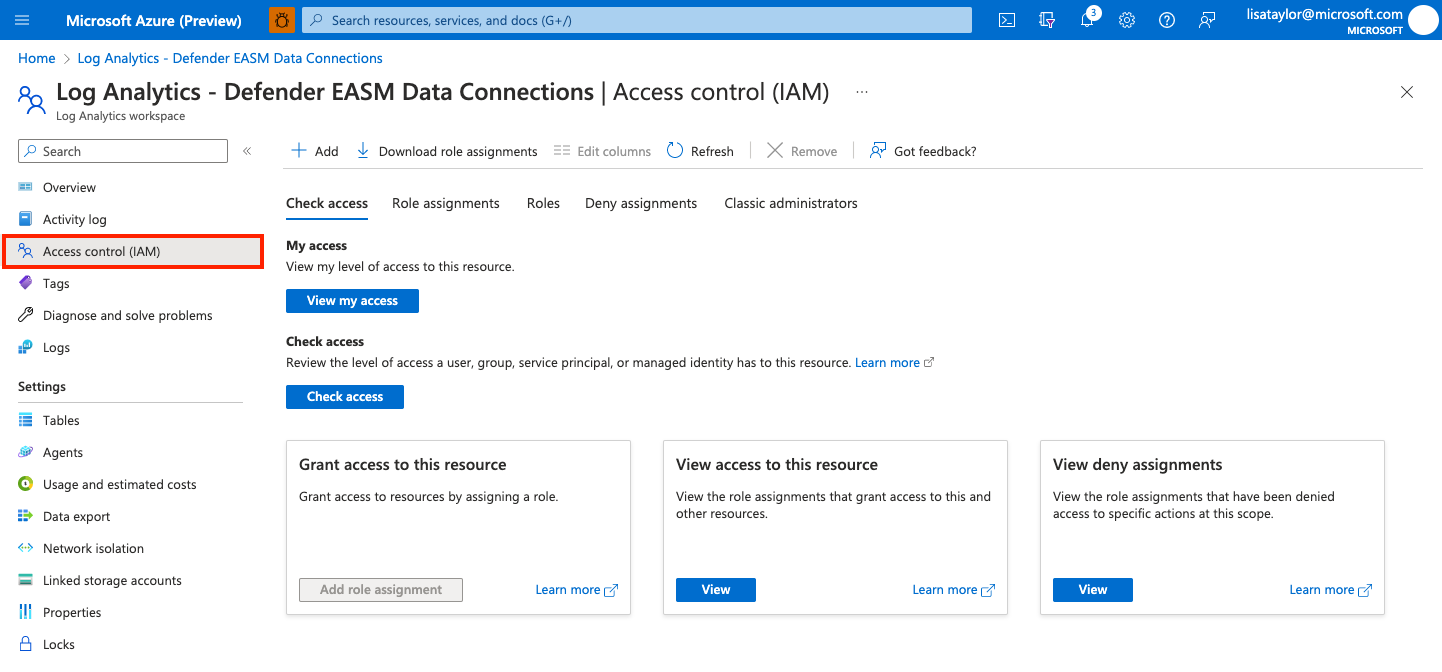 Microsoft Azure (Preview)
Search resources, services, and docs (G+/)
3
lisataylor@microsoft.com
MICROSOFT
Home > Log Analytics - Defender EASM Data Connections
Log Analytics - Defender EASM Data Connections | Access control (IAM) ...
Log Analytics workspace
Search
«
Add
Download role assignments
Edit columns
Refresh
Remove
Got feedback?
Overview
Activity log
Access control (IAM)
Tags
Diagnose and solve problems
Logs
Settings
Tables
Agents
Usage and estimated costs
Data export
Network isolation
Linked storage accounts
Properties
Locks
Check access
Role assignments
Roles
Deny assignments
Classic administrators
My access
View my level of access to this resource.
View my access
Check access
Review the level of access a user, group, service principal, or managed identity has to this resource. Learn more
Check access
Grant access to this resource
Grant access to resources by assigning a role.
Add role assignment
Learn more
View access to this resource
View the role assignments that grant access to this and
other resources.
View
Learn more
View deny assignments
View the role assignments that have been denied
access to specific actions at this scope.
View
Learn more